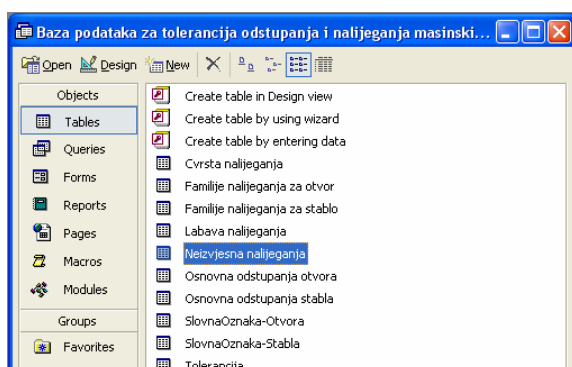 Baza podataka za tolerancija odstupanja i nalijeganja masinski...
Open Design New
Objects
Tables
Queries
Forms
Reports
Pages
Macros
Modules
Groups
Favorites
Create table in Design view
Create table by using wizard
Create table by entering data
Cvrsta nalijeganja
Familije nalijeganja za otvor
Familije nalijeganja za stablo
Labava nalijeganja
Neizvjesna nalijeganja
Osnovna odstupanja otvora
Osnovna odstupanja stabla
SlovnaOznaka-Otvora
SlovnaOznaka-Stabla
Tolerancija